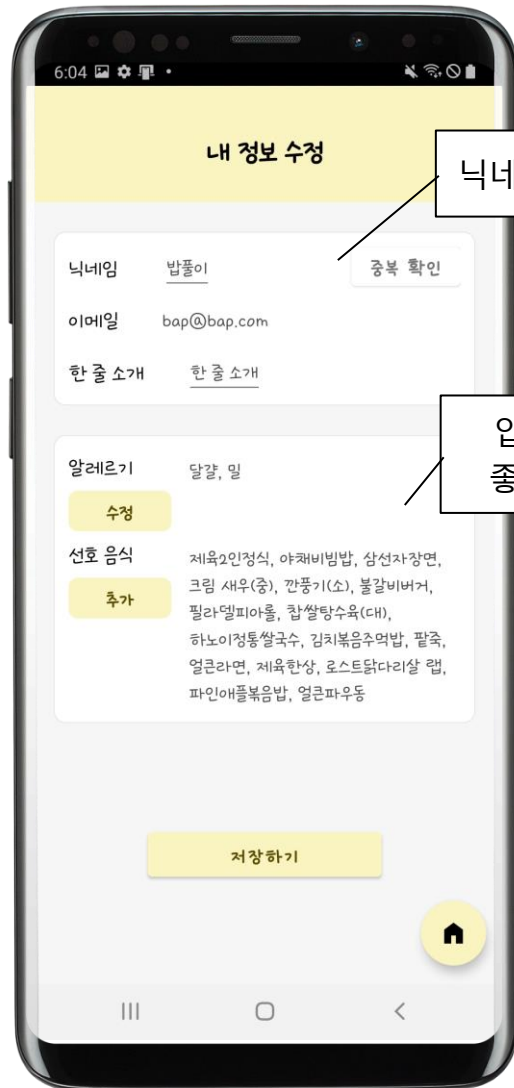 6:04
내 정보 수정
닉네
닉네임 밥풀이 중복 확인
이메일 bap@bap.com
한 줄 소개 한 줄 소개
알레르기 달걀, 밀
수정
좋
선호 음식
추가
제육2인정식, 야채비빔밥, 삼선자장면,
크림 새우(중), 깐풍기(소), 불갈비버거,
필라델피아롤, 찹쌀탕수육(대),
하노이정통쌀국수, 김치볶음주먹밥, 팥죽,
얼큰라면, 제육한상, 로스트닭다리살 랩,
파인애플볶음밥, 얼큰파우동
저장하기